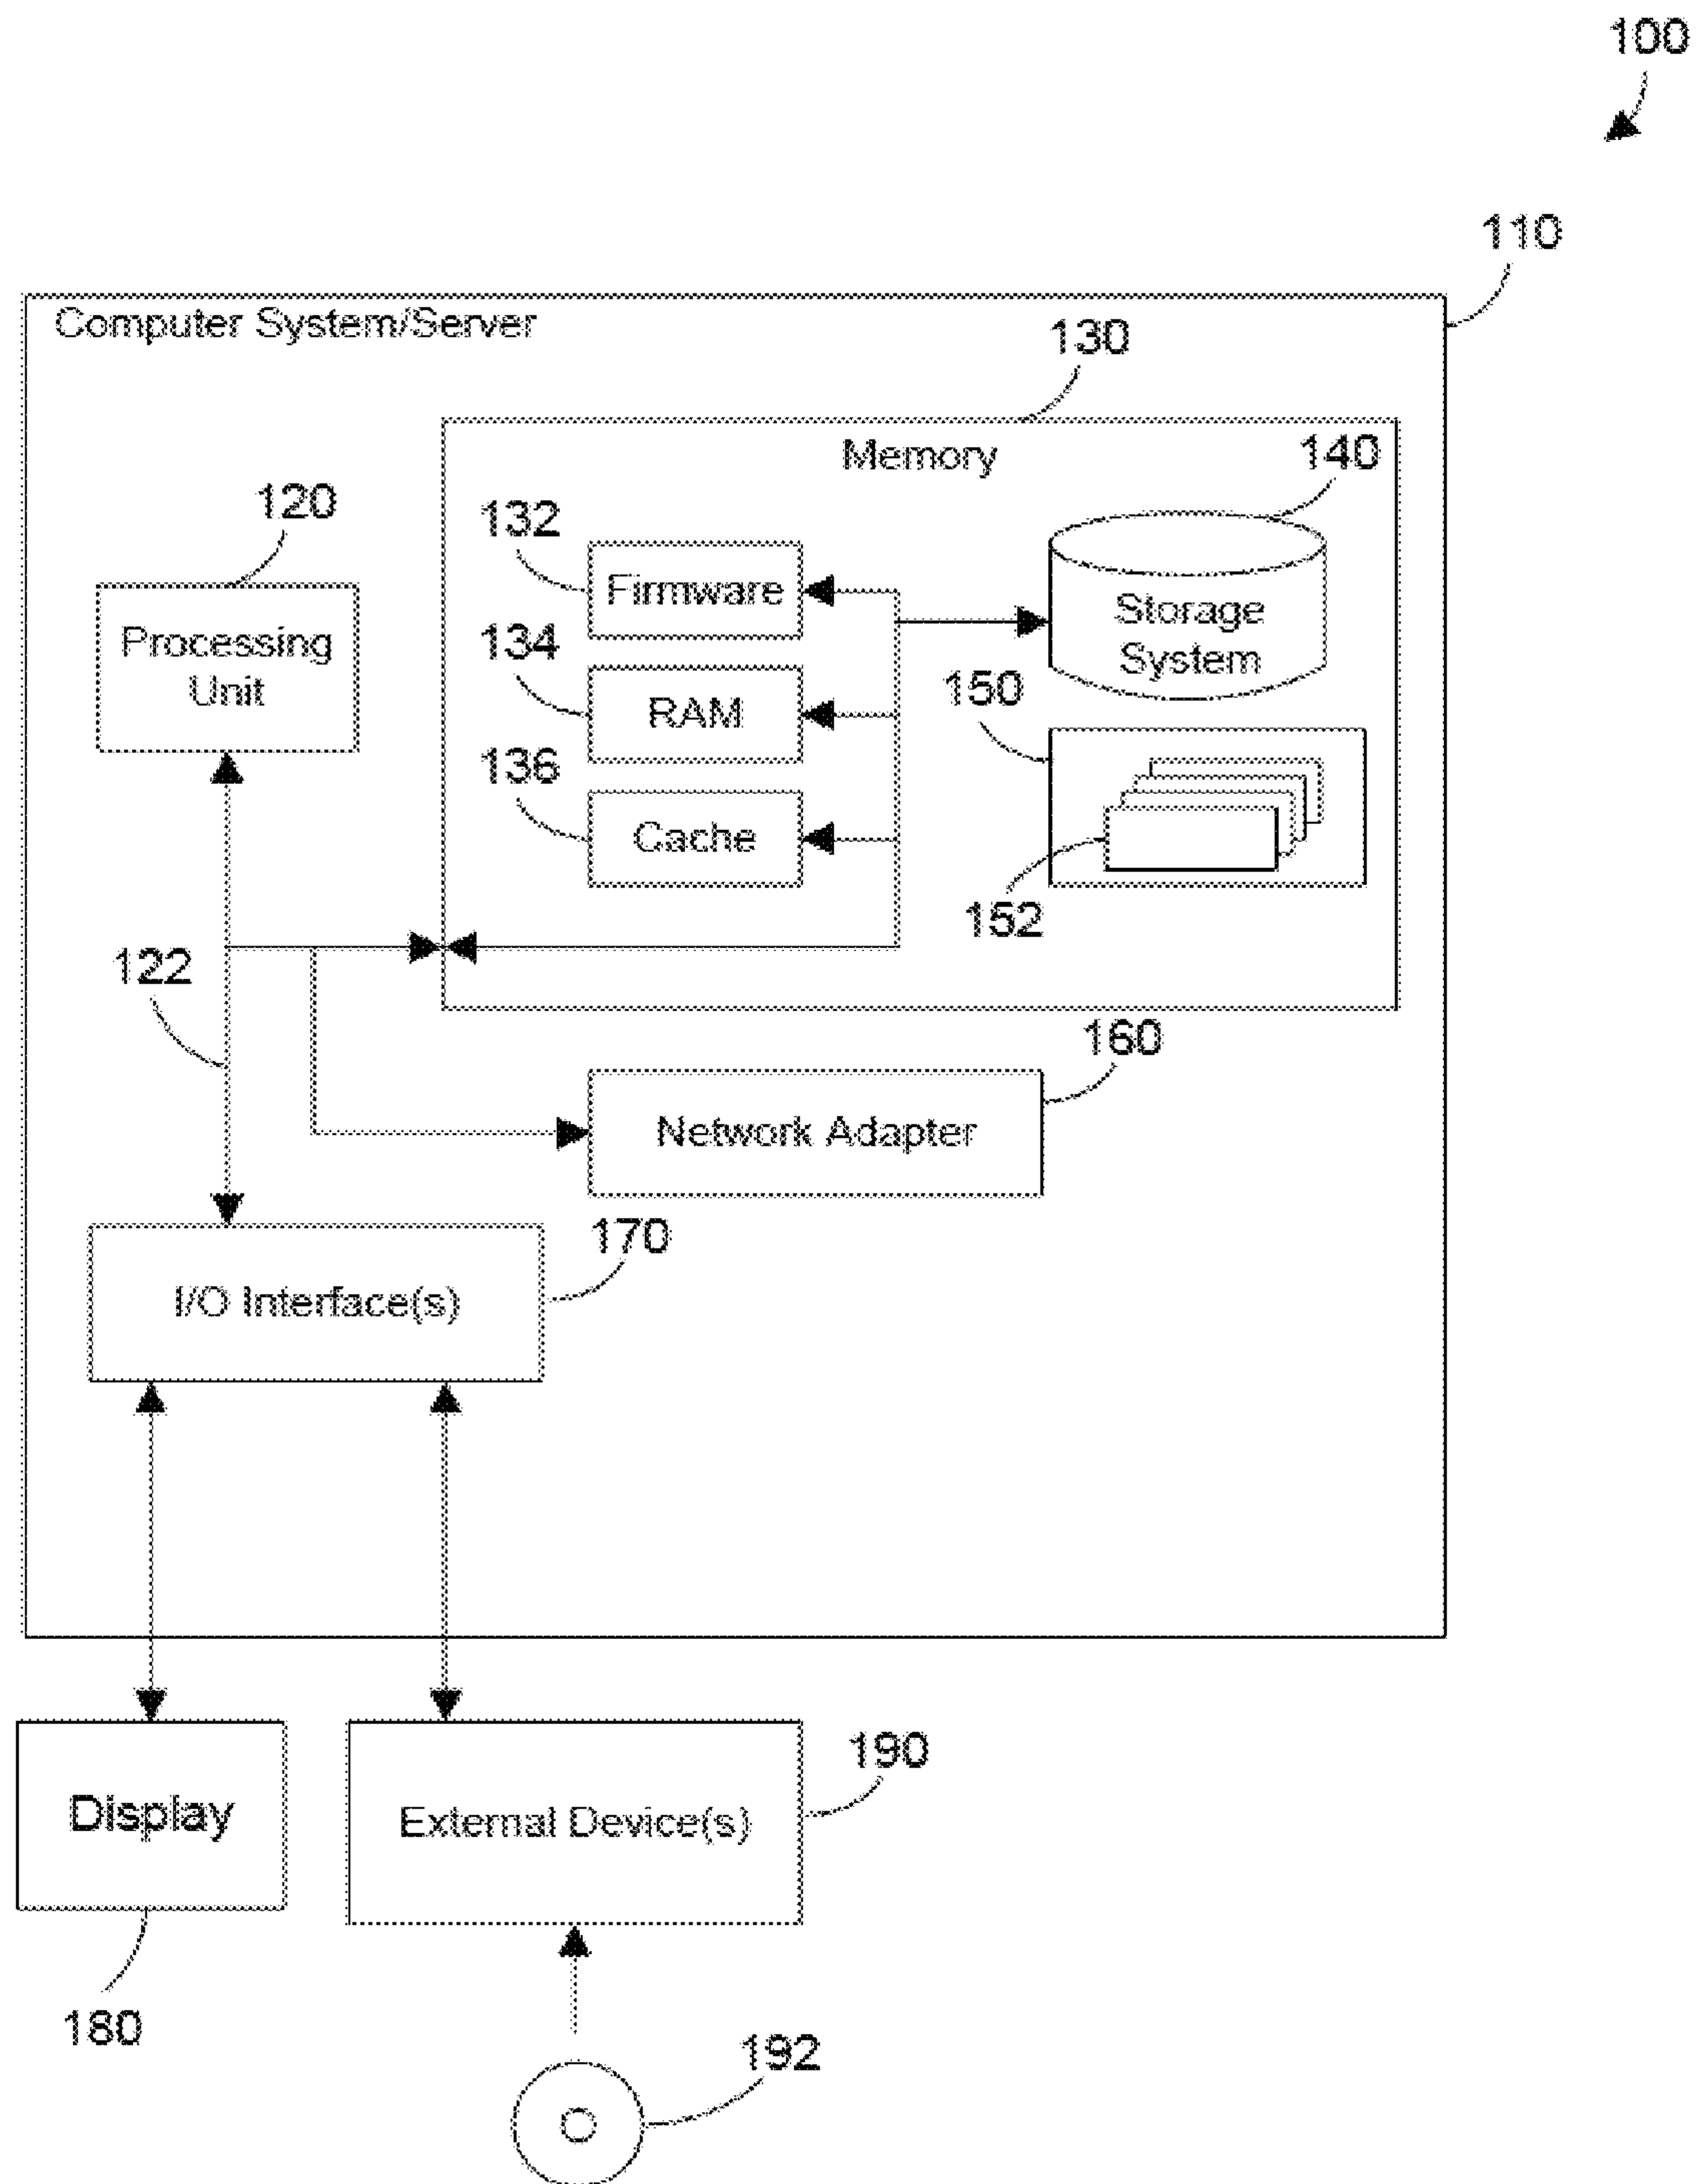 100
110
Computer System/Server
130
Memory
140
120
132
Firmware
Storage
System
Processing
Unit
134
RAM
150
136
Cache
152
122
160
Network Adapter
170
I/O Interface(s)
190
Display
External Device(s)
180
192